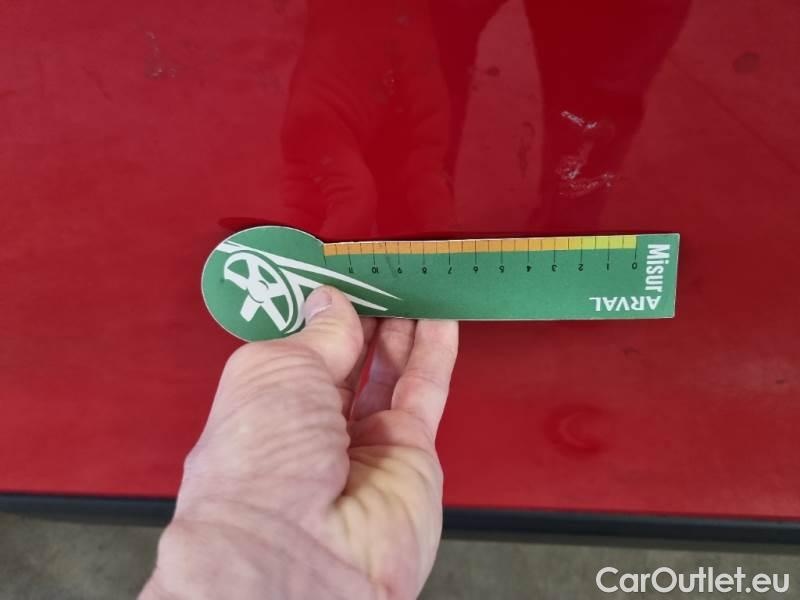 Misur
ARVAL
11 10 9 8 7 6 5 4 3 2 1 0
CarOutlet.eu